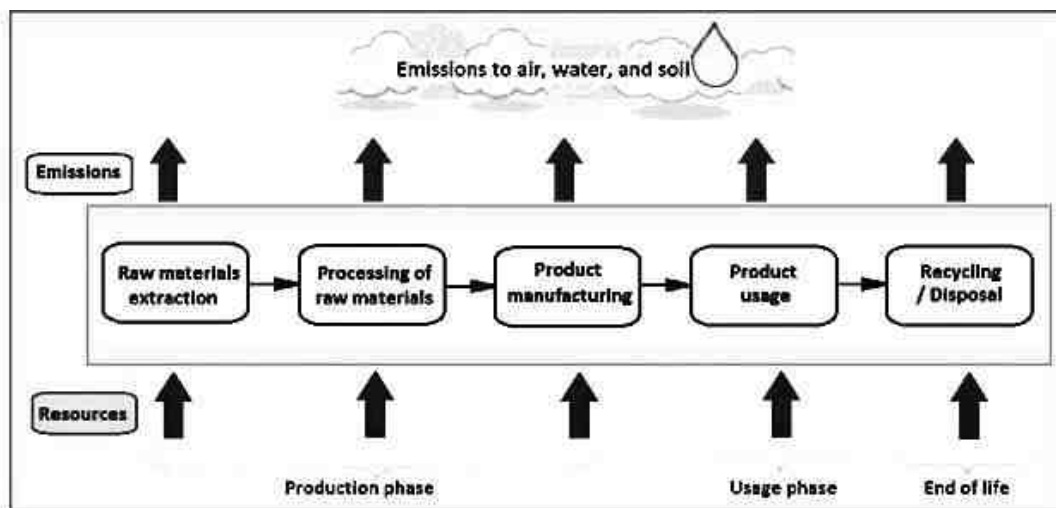 Emissions to air, water, and soil
Emissions
Raw materials
extraction
Processing of
raw materials
Product
manufacturing
Product
usage
Recycling
/ Disposal
Resources
Production phase
Usage phase
End of life